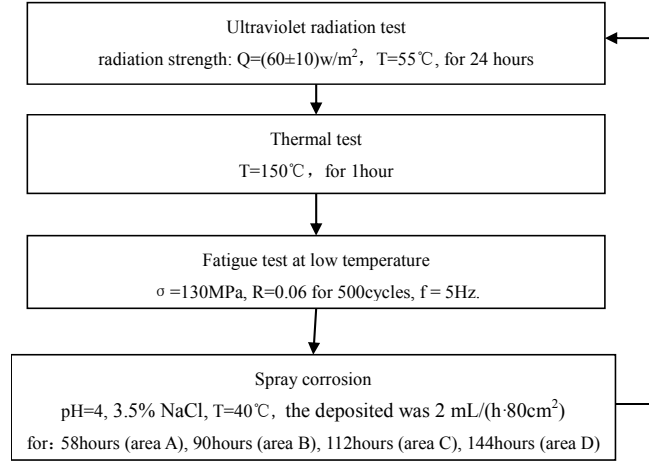 Ultraviolet radiation test
radiation strength: Q=(60±10)w/m²，T=55℃, for 24 hours
Thermal test
T=150℃， for 1hour
Fatigue test at low temperature
σ=130MPa, R=0.06 for 500cycles, f = 5Hz.
Spray corrosion
pH=4, 3.5% NaCl, T=40℃, the deposited was 2 mL/(h·80cm²)
for: 58hours (area A), 90hours (area B), 112hours (area C), 144hours (area D)